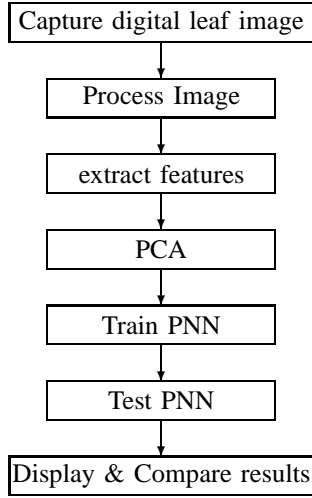 Capture digital leaf image
Process Image
extract features
PCA
Train PNN
Test PNN
Display & Compare results